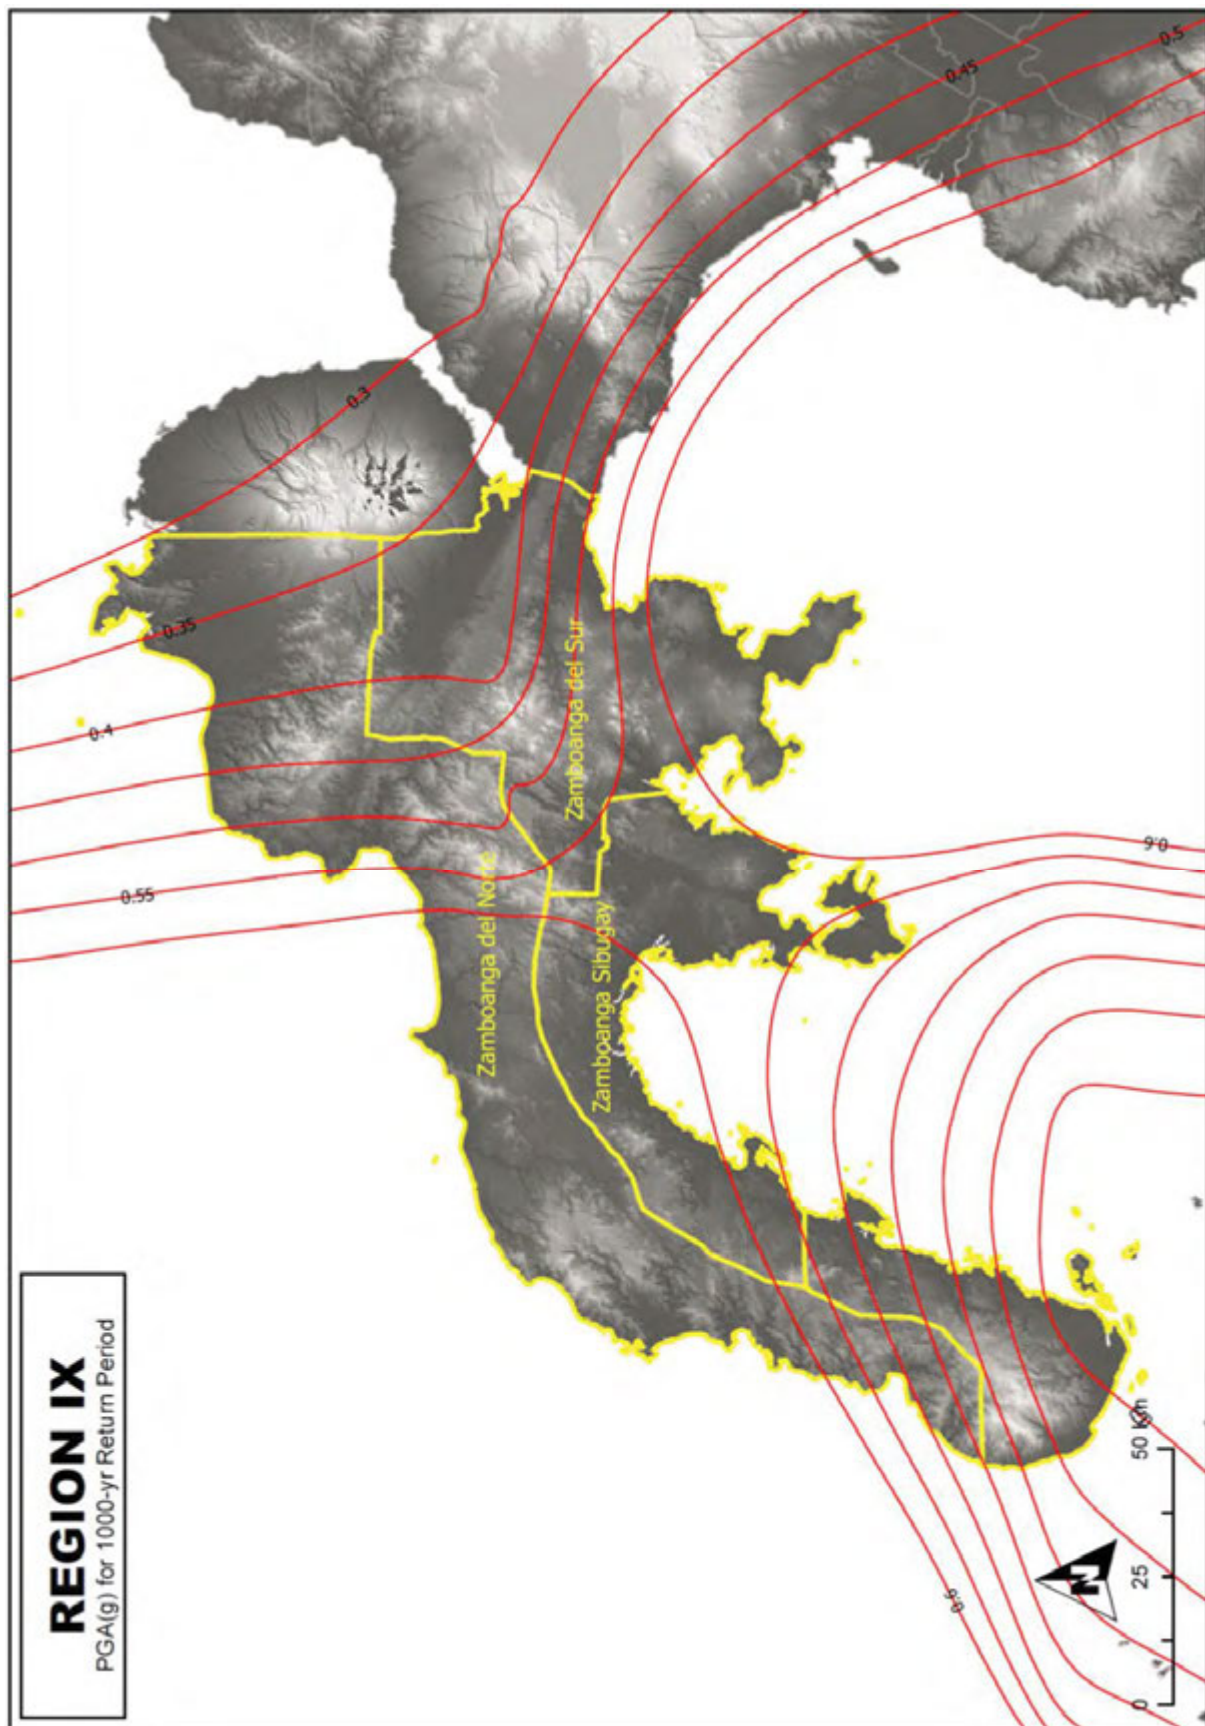 REGION IX
PGA(g) for 1000-yr Return Period
0.5
0.45
0.3
0.35
0.4
0.55
0.6
0.6
Zamboanga del Norte
Zamboanga del Sur
Zamboanga Sibugay
N
0
25
50 Km